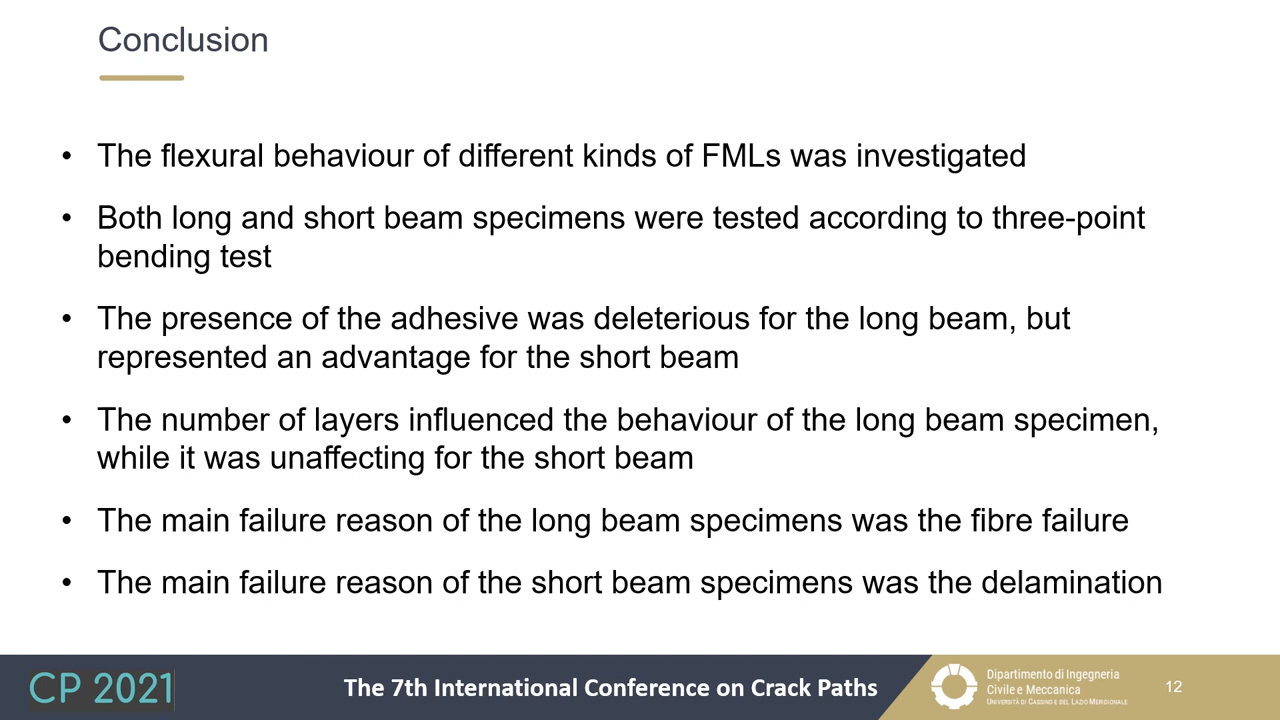 Conclusion
• The flexural behaviour of different kinds of FMLs was investigated
• Both long and short beam specimens were tested according to three-point
bending test
• The presence of the adhesive was deleterious for the long beam, but
represented an advantage for the short beam
• The number of layers influenced the behaviour of the long beam specimen,
while it was unaffecting for the short beam
• The main failure reason of the long beam specimens was the fibre failure
• The main failure reason of the short beam specimens was the delamination
CP 2021
The 7th International Conference on Crack Paths
Dipartimento di Ingegneria
Civile e Meccanica
Università di Cassino e del Lazio Meridionale
12